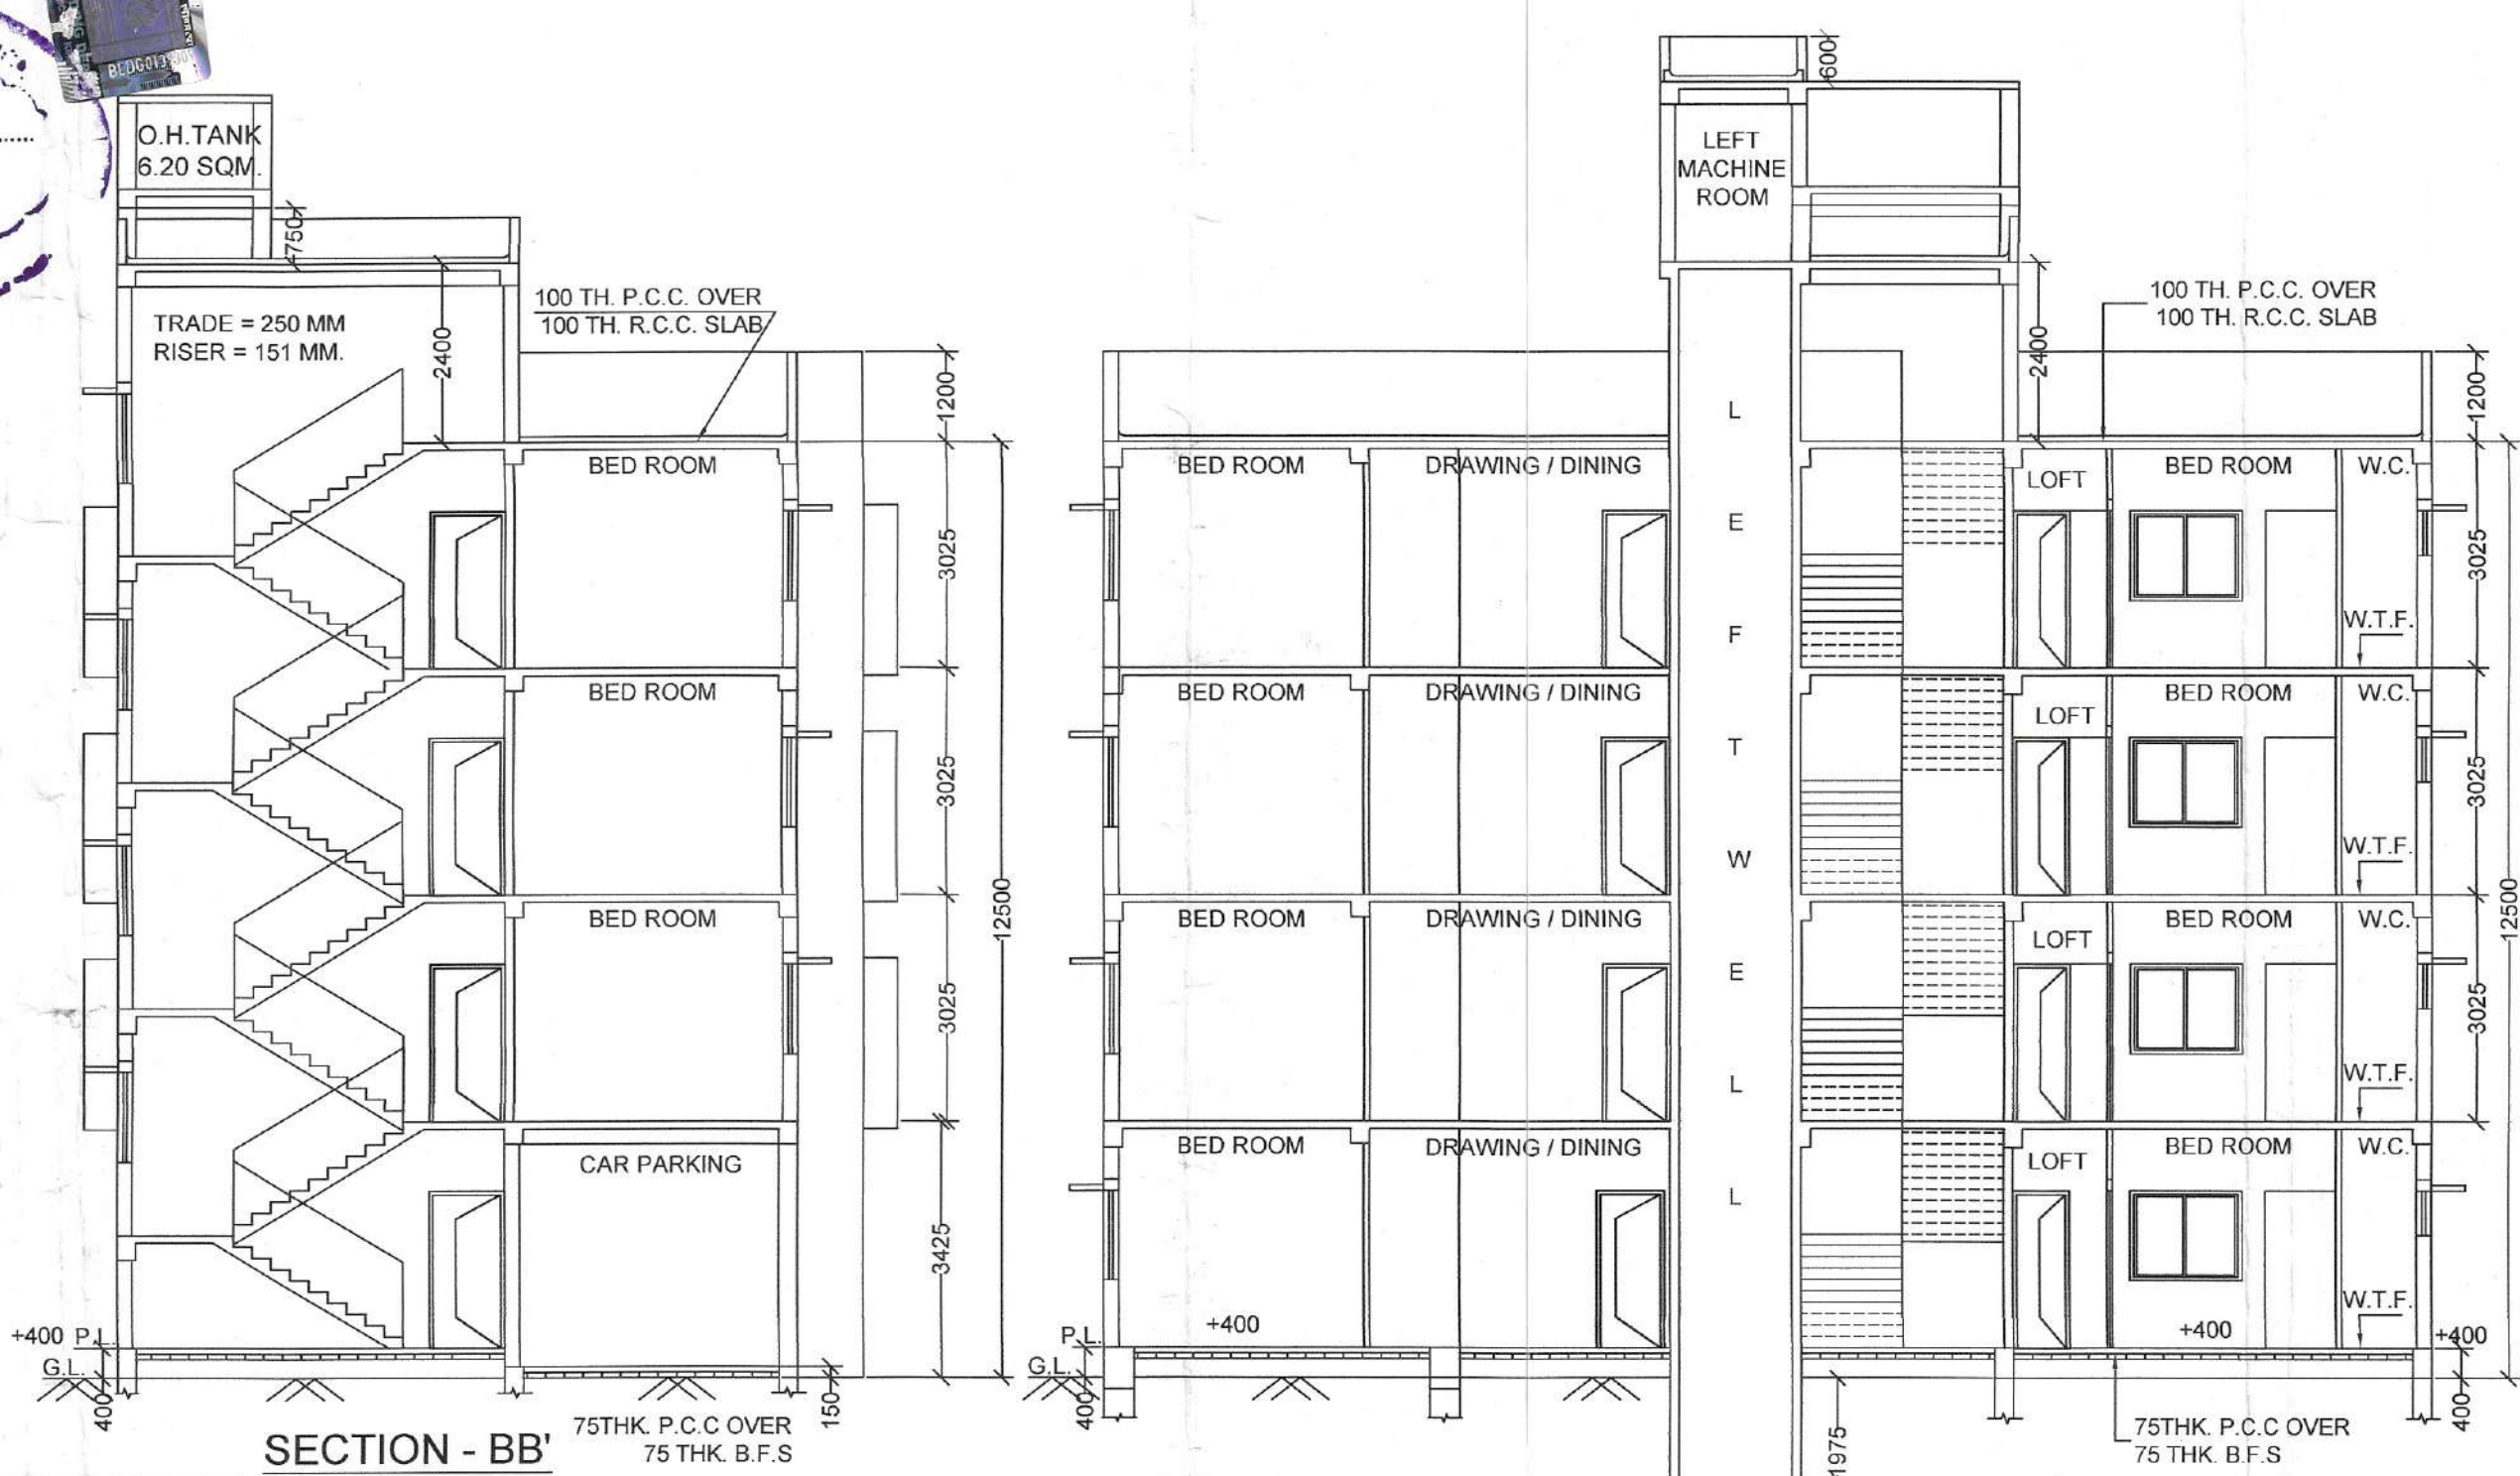 BLDG013
O.H.TANK
6.20 SQM.
750
TRADE = 250 MM
RISER = 151 MM.
2400
100 TH. P.C.C. OVER
100 TH. R.C.C. SLAB
1200
BED ROOM
3025
BED ROOM
3025
BED ROOM
3025
12500
CAR PARKING
3425
+400 P.L.
G.L.
400
150
75THK. P.C.C OVER
75 THK. B.F.S
SECTION - BB'
600
LEFT
MACHINE
ROOM
2400
100 TH. P.C.C. OVER
100 TH. R.C.C. SLAB
1200
L
E
F
T
W
E
L
L
BED ROOM DRAWING / DINING LOFT BED ROOM W.C.
3025
W.T.F.
BED ROOM DRAWING / DINING LOFT BED ROOM W.C.
3025
W.T.F.
BED ROOM DRAWING / DINING LOFT BED ROOM W.C.
3025
W.T.F.
12500
BED ROOM DRAWING / DINING LOFT BED ROOM W.C.
W.T.F.
P.L. +400 +400 +400
G.L.
400
1975
400
75THK. P.C.C OVER
75 THK. B.F.S